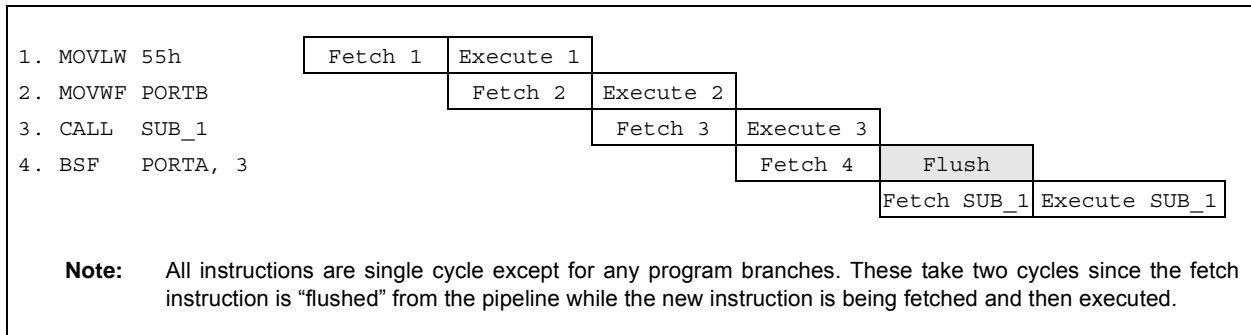 1. MOVLW 55h Fetch 1 Execute 1
2. MOVWF PORTB Fetch 2 Execute 2
3. CALL SUB_1 Fetch 3 Execute 3
4. BSF PORTA, 3 Fetch 4 Flush
Fetch SUB_1 Execute SUB_1
Note: All instructions are single cycle except for any program branches. These take two cycles since the fetch
instruction is “flushed” from the pipeline while the new instruction is being fetched and then executed.